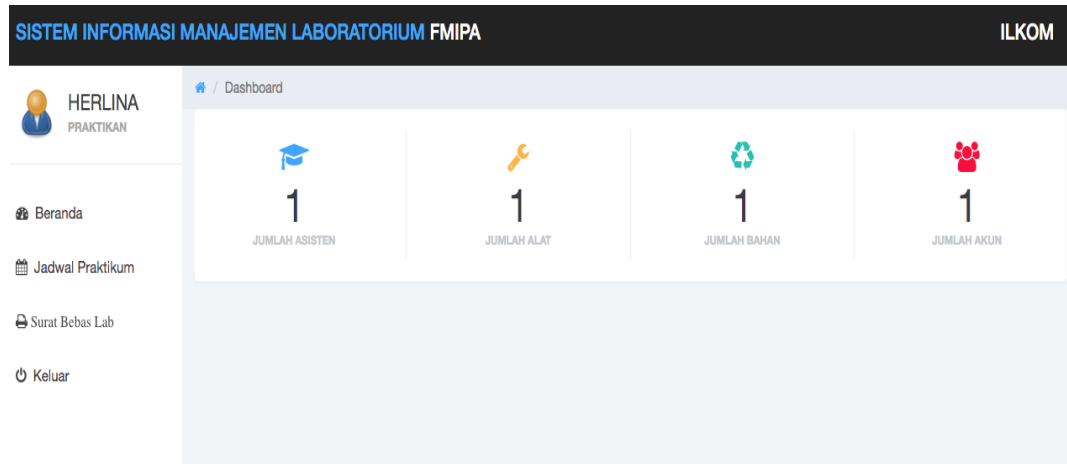 SISTEM INFORMASI MANAJEMEN LABORATORIUM FMIPA
ILKOM
HERLINA
PRAKTIKAN
Beranda
Jadwal Praktikum
Surat Bebas Lab
Keluar
/ Dashboard
1
JUMLAH ASISTEN
1
JUMLAH ALAT
1
JUMLAH BAHAN
1
JUMLAH AKUN